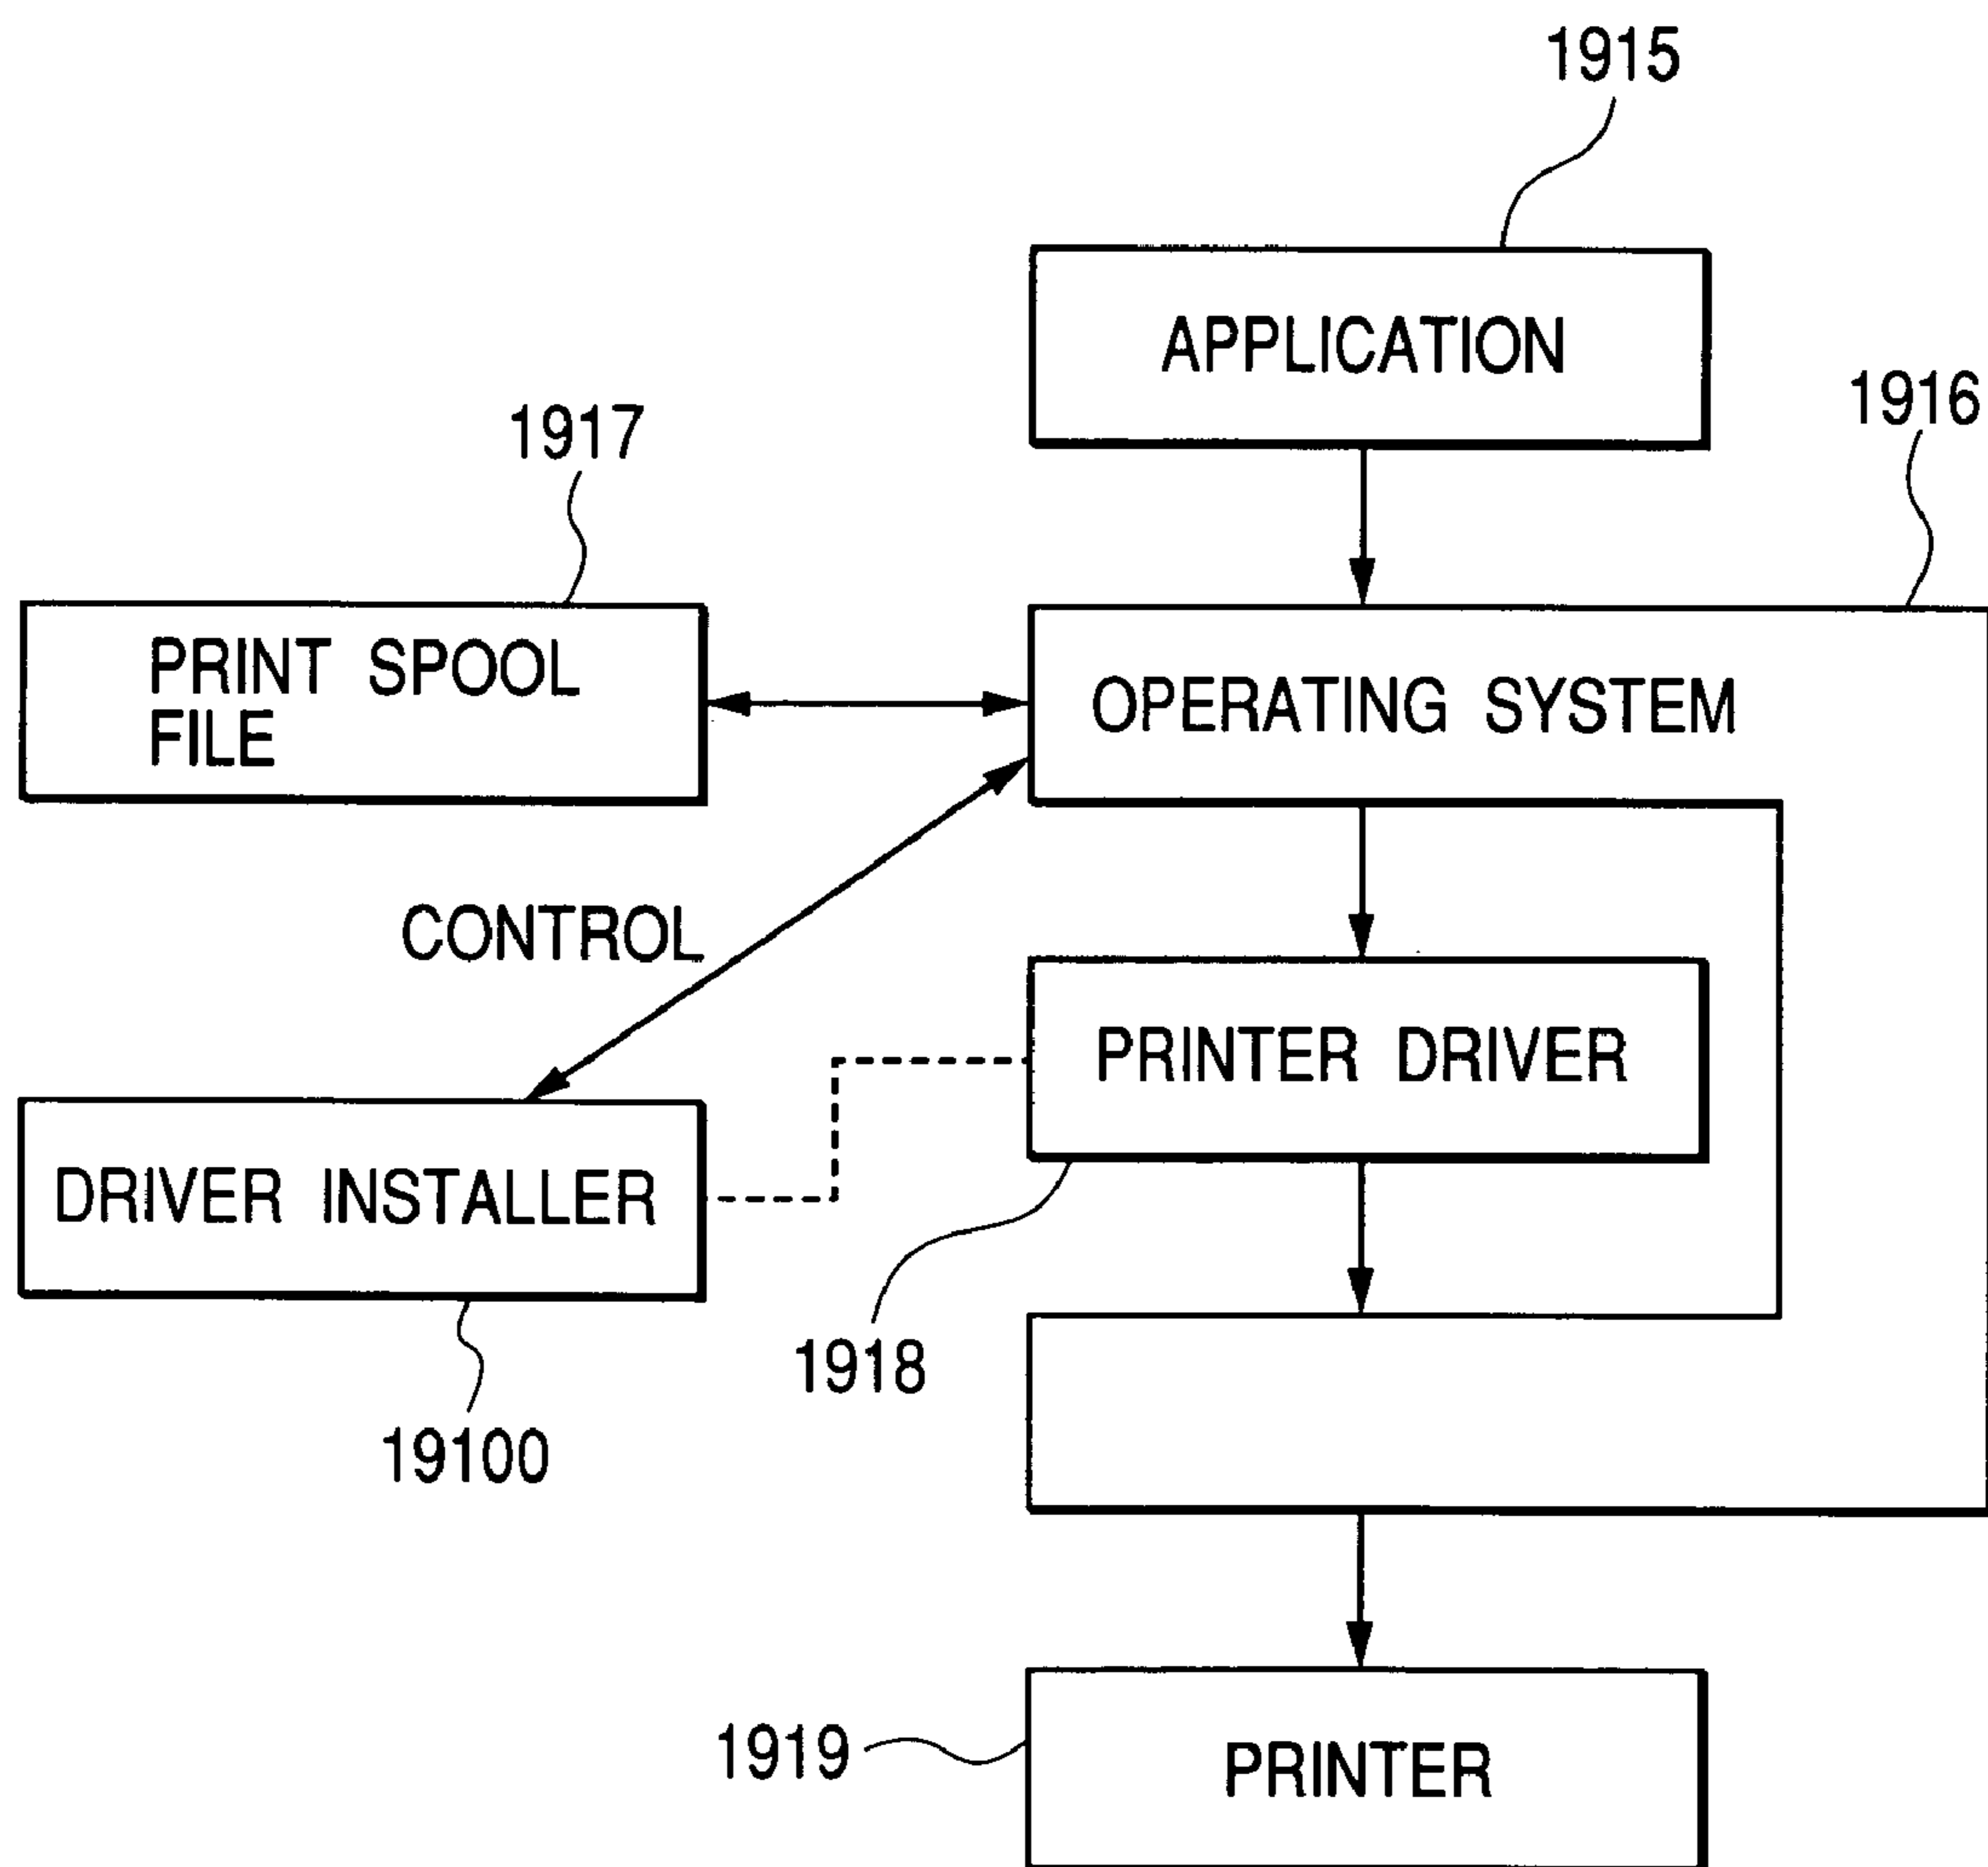 1915
APPLICATION
1916
1917
PRINT SPOOL
FILE
OPERATING SYSTEM
CONTROL
PRINTER DRIVER
DRIVER INSTALLER
1918
19100
1919
PRINTER